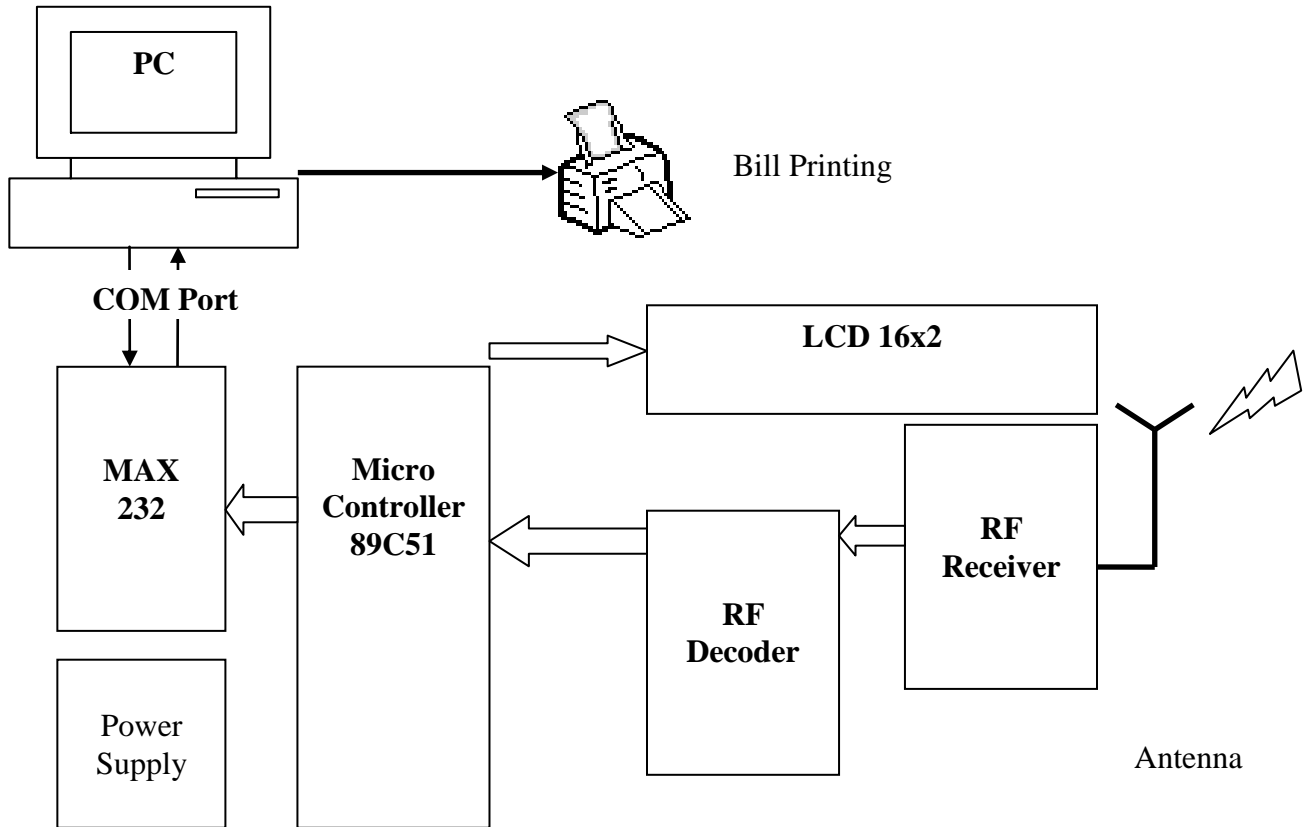 PC
Bill Printing
COM Port
LCD 16x2
MAX
232
Micro
Controller
89C51
RF
Receiver
RF
Decoder
Power
Supply
Antenna